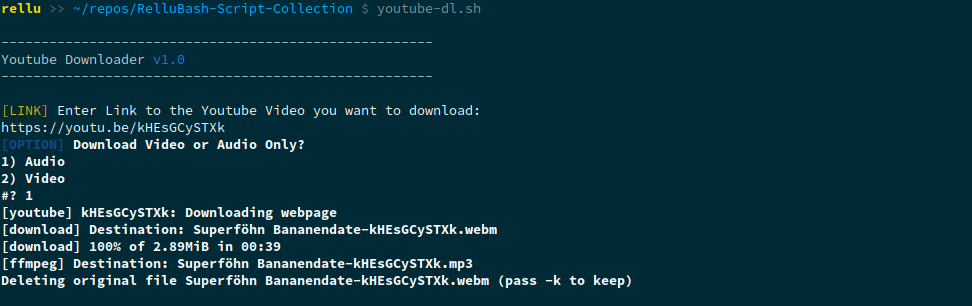 rellu >> ~/repos/RelluBash-Script-Collection $ youtube-dl.sh
------------------------------------------------------
Youtube Downloader v1.0
------------------------------------------------------
[LINK] Enter Link to the Youtube Video you want to download:
https://youtu.be/kHEsGCySTXk
[OPTION] Download Video or Audio Only?
1) Audio
2) Video
#? 1
[youtube] kHEsGCySTXk: Downloading webpage
[download] Destination: Superföhn Bananendate-kHEsGCySTXk.webm
[download] 100% of 2.89MiB in 00:39
[ffmpeg] Destination: Superföhn Bananendate-kHEsGCySTXk.mp3
Deleting original file Superföhn Bananendate-kHEsGCySTXk.webm (pass -k to keep)